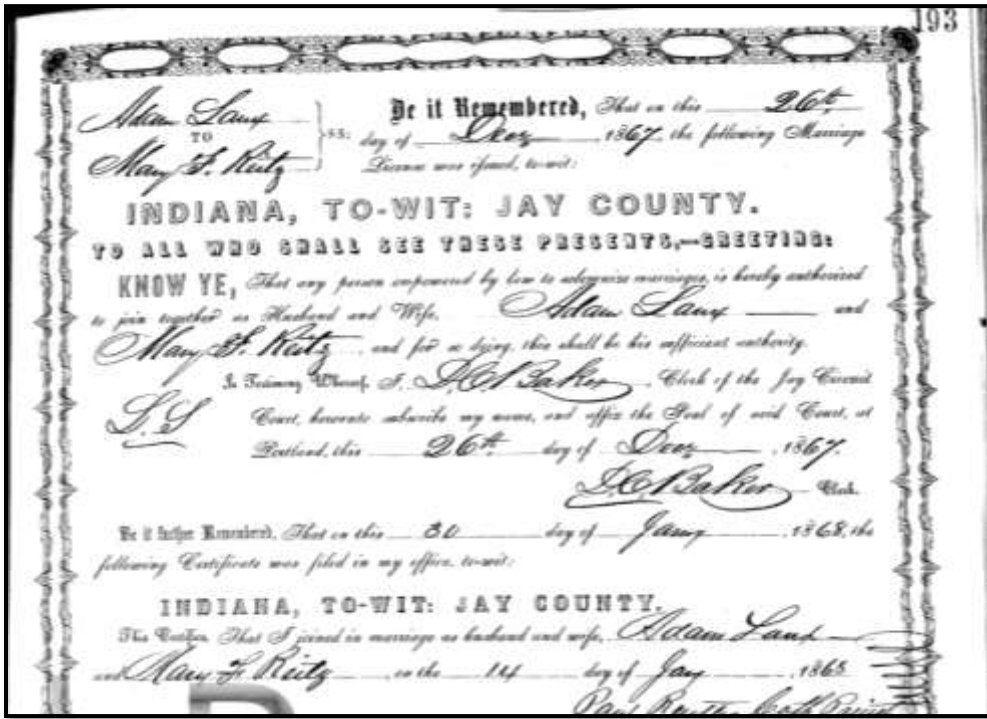 193
Adam Laux
TO
Mary F. Reitz
SS:
Be it Remembered, That on this 26th
day of Decr, 1867, the following Marriage
License was issued, to-wit:
INDIANA, TO-WIT: JAY COUNTY.
TO ALL WHO SHALL SEE THESE PRESENTS,—GREETING:
KNOW YE, That any person empowered by law to solemnize marriages, is hereby authorized
to join together as Husband and Wife, Adam Laux and
Mary F. Reitz, and for so doing, this shall be his sufficient authority.
In Testimony Whereof, I, Baker, Clerk of the Jay Circuit
L.S
Court, hereunto subscribe my name, and affix the Seal of said Court, at
Portland, this 26th day of Decr, 1867.
Baker Clerk.
Be it further Remembered, That on this 30 day of Jany, 1868, the
following Certificate was filed in my office, to-wit:
INDIANA, TO-WIT: JAY COUNTY.
This Certifies, That I joined in marriage as husband and wife, Adam Laux
and Mary F. Reitz, on the 14 day of Jany, 1868